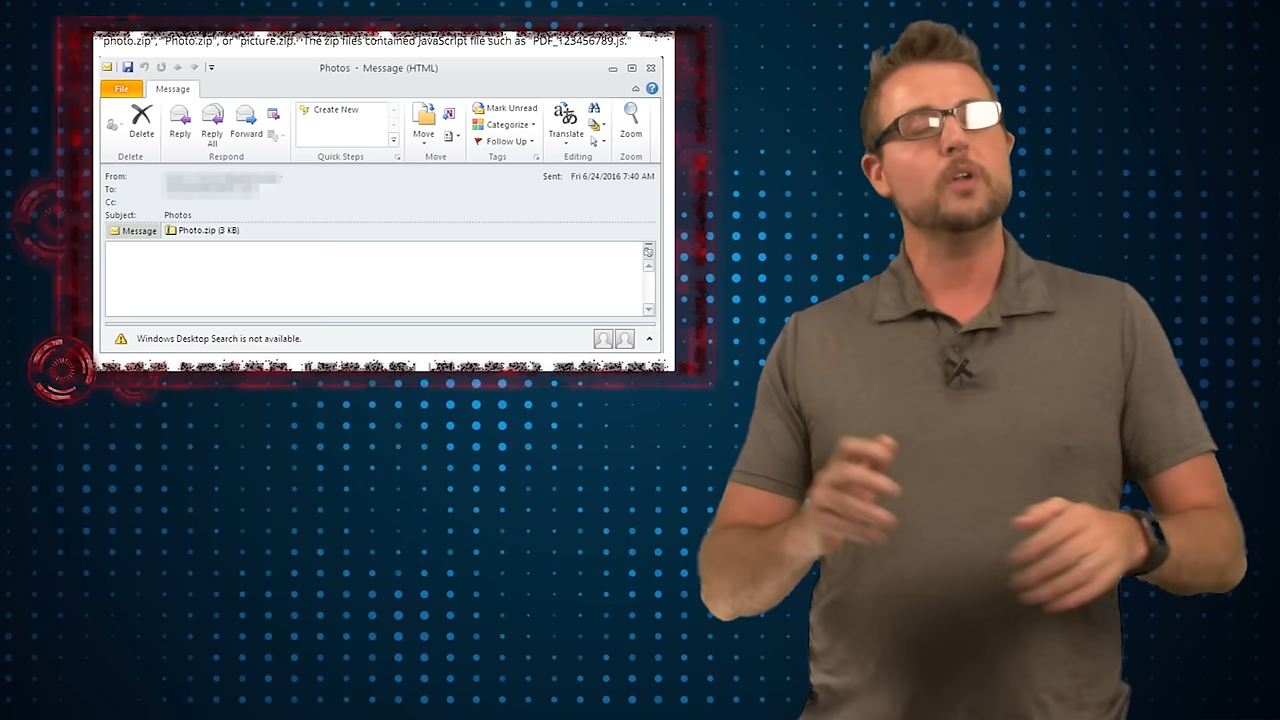 "photo.zip", "Photo.zip", or "picture.zip." The zip files contained JavaScript file such as "PDF_123456789.js."
Photos - Message (HTML)
File
Message
Delete
Reply
Reply All
Forward
Create New
Move
Mark Unread
Categorize
Follow Up
Translate
Zoom
Delete
Respond
Quick Steps
Move
Tags
Editing
Zoom
From:
Sent: Fri 6/24/2016 7:40 AM
To:
Cc:
Subject: Photos
Message
Photo.zip (3 KB)
Windows Desktop Search is not available.